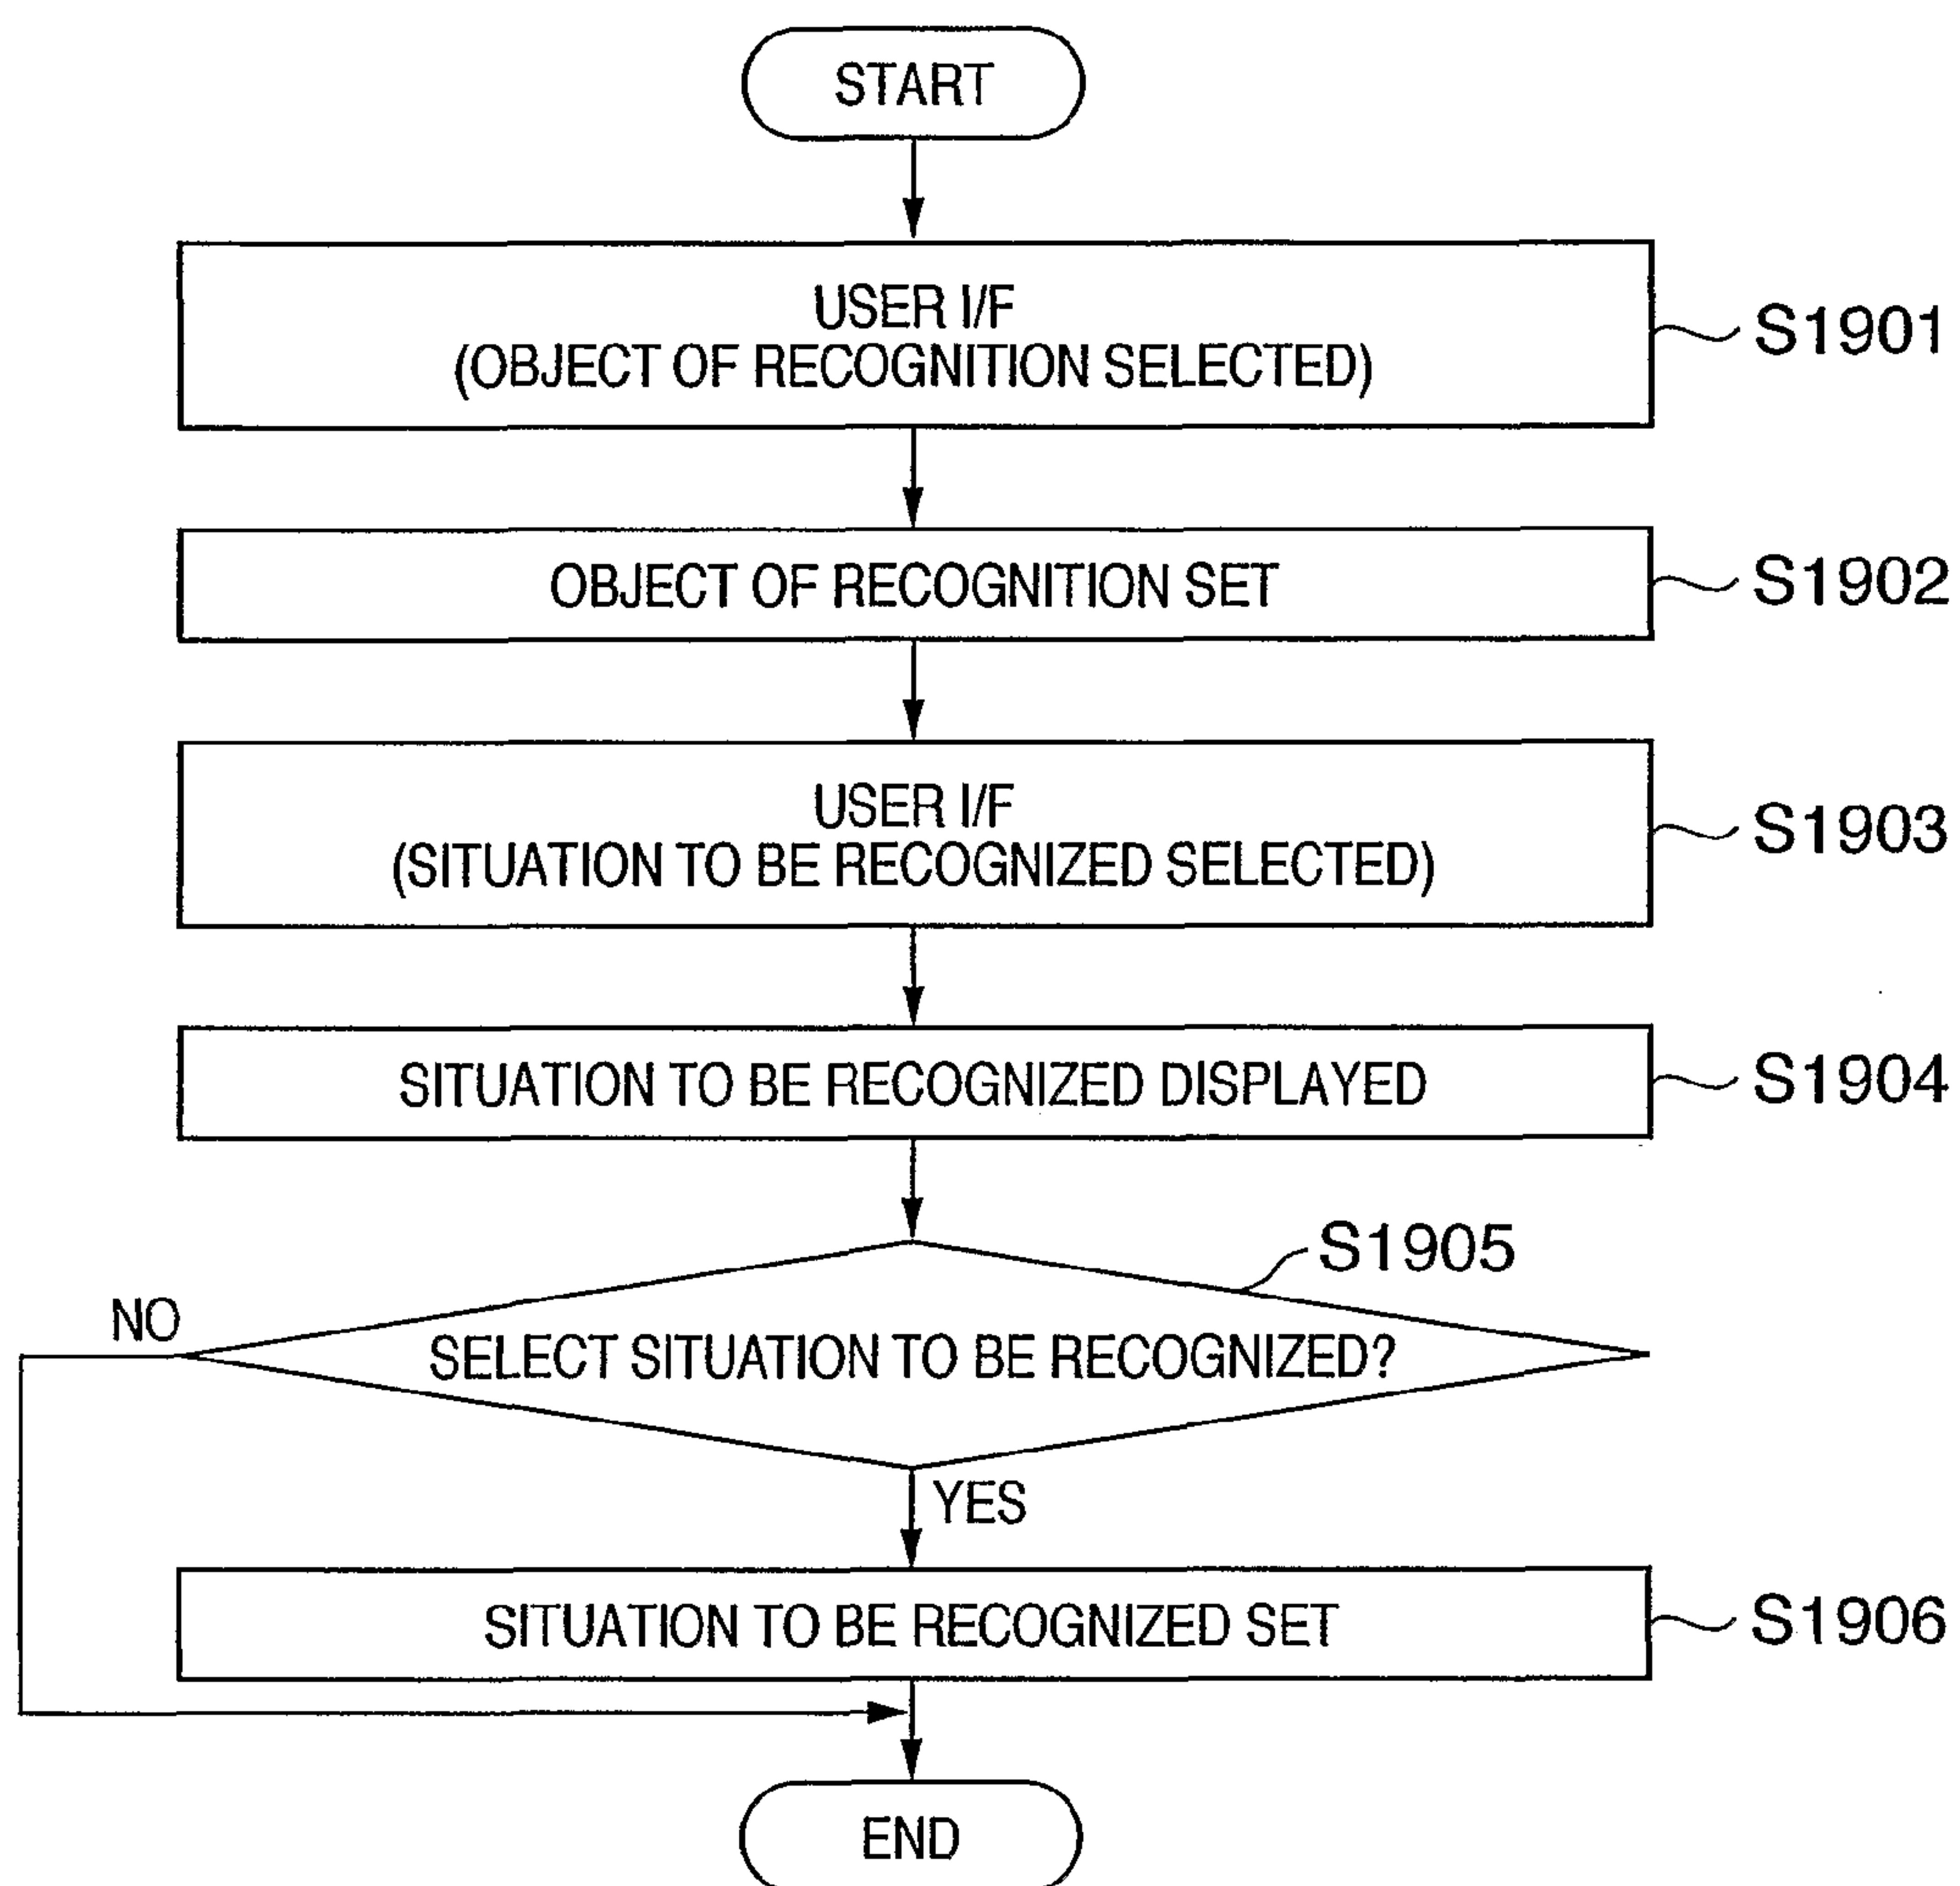 START
USER I/F
(OBJECT OF RECOGNITION SELECTED)
S1901
OBJECT OF RECOGNITION SET
S1902
USER I/F
(SITUATION TO BE RECOGNIZED SELECTED)
S1903
SITUATION TO BE RECOGNIZED DISPLAYED
S1904
S1905
NO
SELECT SITUATION TO BE RECOGNIZED?
YES
SITUATION TO BE RECOGNIZED SET
S1906
END